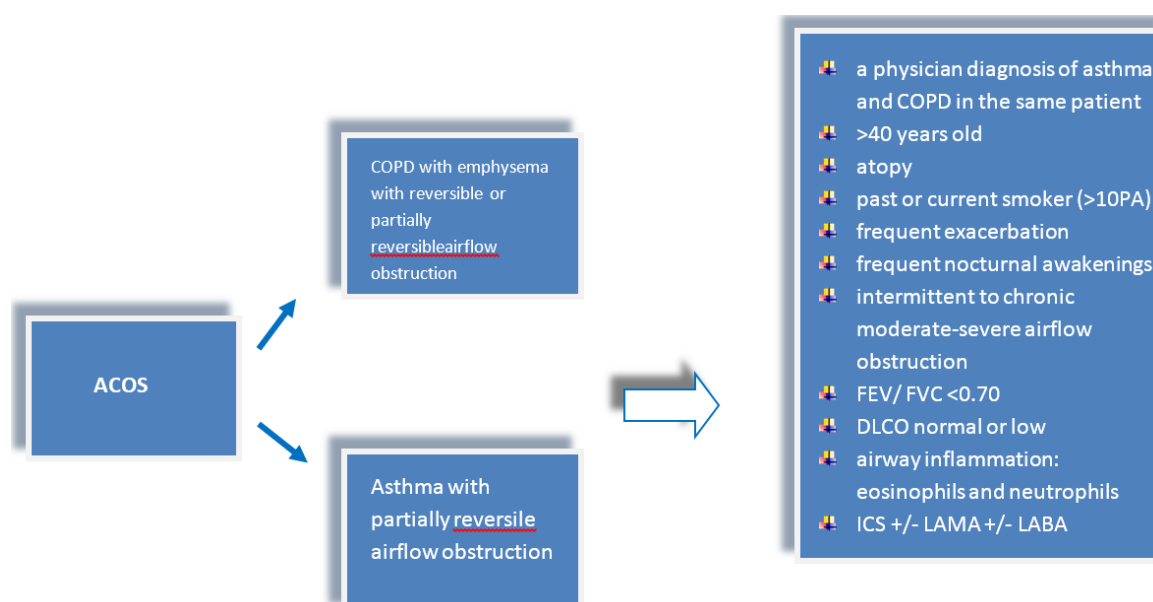 ACOS
COPD with emphysema
with reversible or
partially
reversibleairflow
obstruction
Asthma with
partially reversile
airflow obstruction
a physician diagnosis of asthma
and COPD in the same patient
>40 years old
atopy
past or current smoker (>10PA)
frequent exacerbation
frequent nocturnal awakenings
intermittent to chronic
moderate-severe airflow
obstruction
FEV/ FVC <0.70
DLCO normal or low
airway inflammation:
eosinophils and neutrophils
ICS +/- LAMA +/- LABA